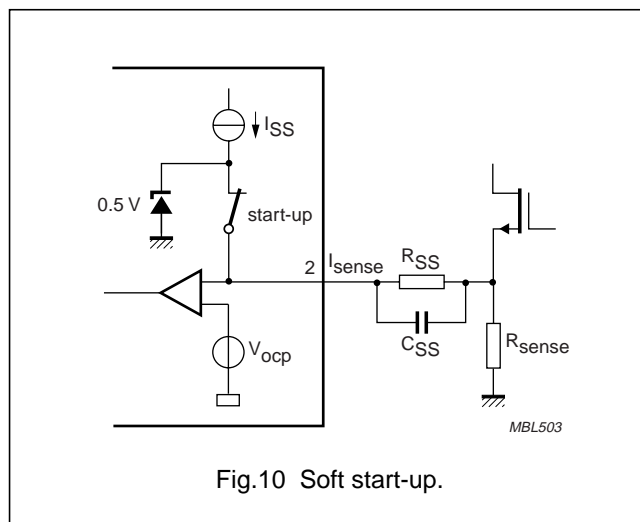 I_SS
0.5 V
start-up
2 I_sense
R_SS
C_SS
V_ocp
R_sense
MBL503
Fig.10 Soft start-up.